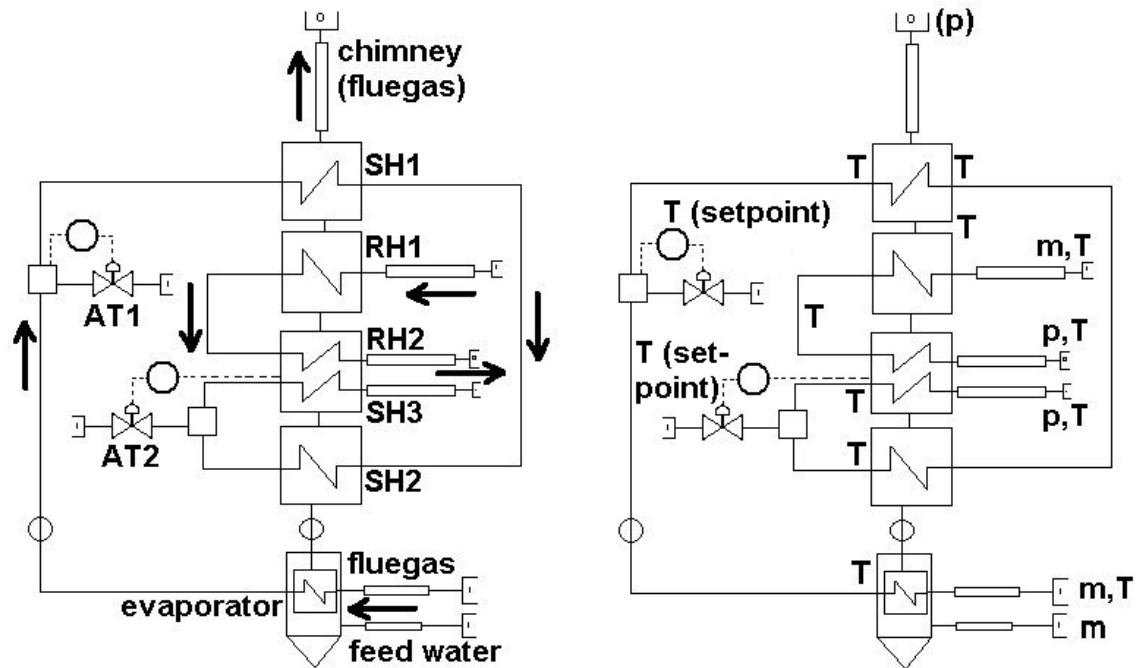 chimney
(fluegas)
SH1
RH1
AT1
RH2
SH3
AT2
SH2
fluegas
evaporator
feed water
(p)
T
T
T (setpoint)
T
m,T
T
p,T
T (set-
point)
T
p,T
T
T
m,T
m